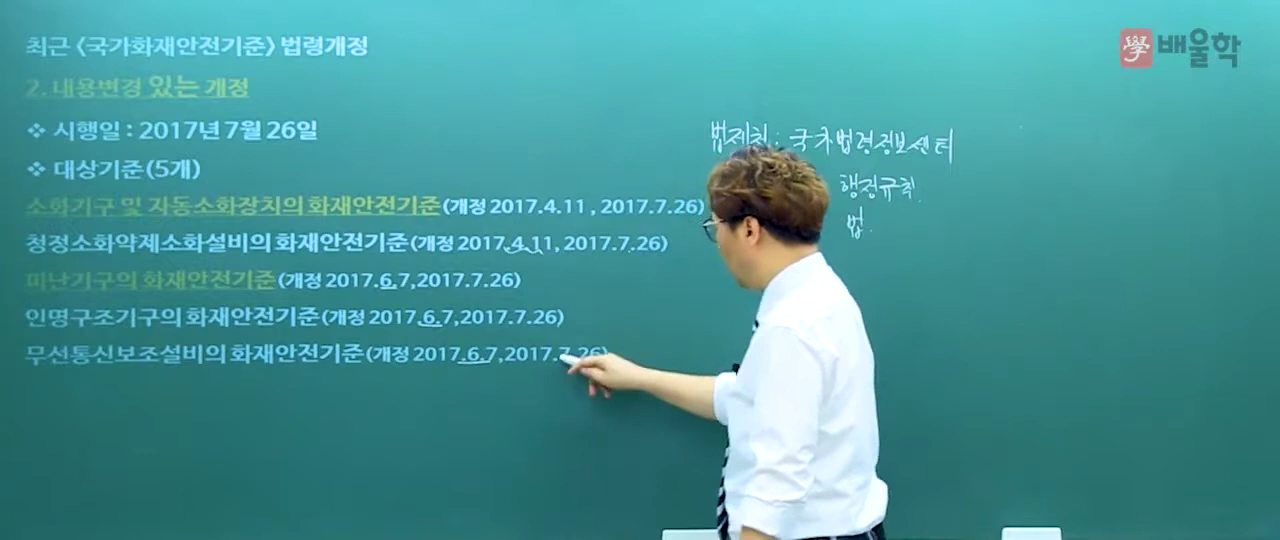 최근 <국가화재안전기준> 법령개정
2. 내용변경 있는 개정
❖ 시행일 : 2017년 7월 26일
❖ 대상기준(5개)
소화기구 및 자동소화장치의 화재안전기준(개정 2017.4.11 , 2017.7.26)
청정소화약제소화설비의 화재안전기준(개정 2017.4.11, 2017.7.26)
피난기구의 화재안전기준(개정 2017.6.7,2017.7.26)
인명구조기구의 화재안전기준(개정 2017.6.7,2017.7.26)
무선통신보조설비의 화재안전기준(개정 2017.6.7,2017.7.26)
學 배울학
법제처 : 국가법령정보센터
행정규칙.
법.